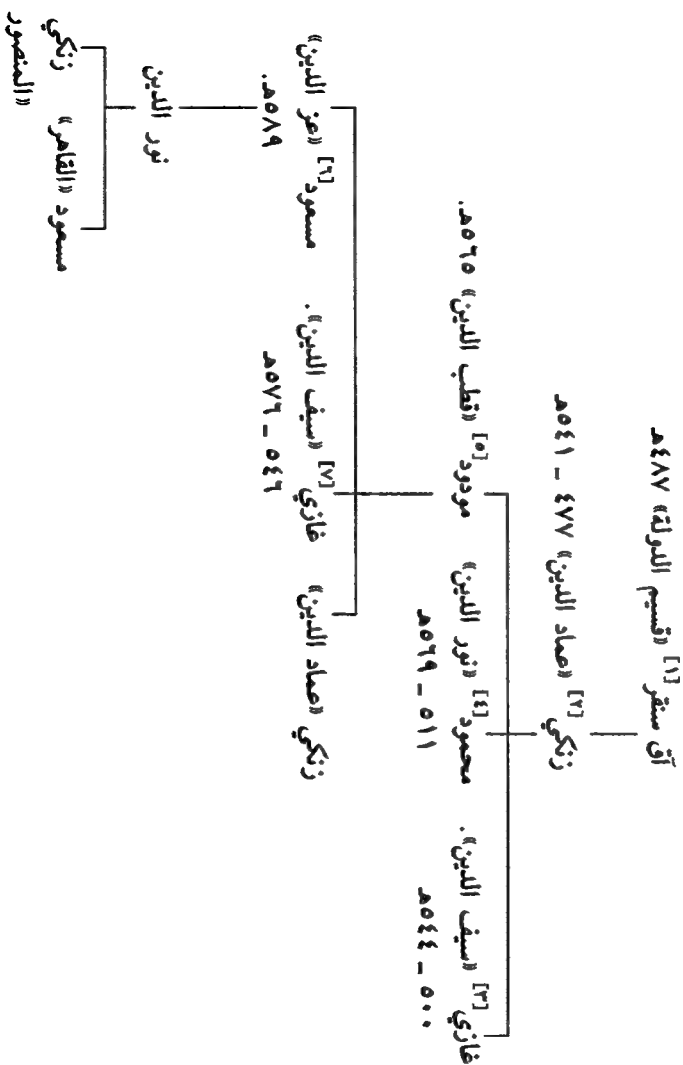 آق سنقر[١] «قسيم الدولة» ٤٨٧هـ
زنكي[٢] «عماد الدين» ٤٧٧ - ٥٤١هـ
غازي[٣] «سيف الدين».
٥٠٠ - ٥٤٤هـ
محمود[٤] «نور الدين»
٥١١ - ٥٦٩هـ
مودود[٥] «قطب الدين» ٥٦٥هـ.
زنكي «عماد الدين»
غازي[٧] «سيف الدين».
٥٤٦ - ٥٧٦هـ
مسعود[٦] «عز الدين»
٥٨٩هـ.
نور الدين
مسعود «القاهر»
زنكي
«المنصور